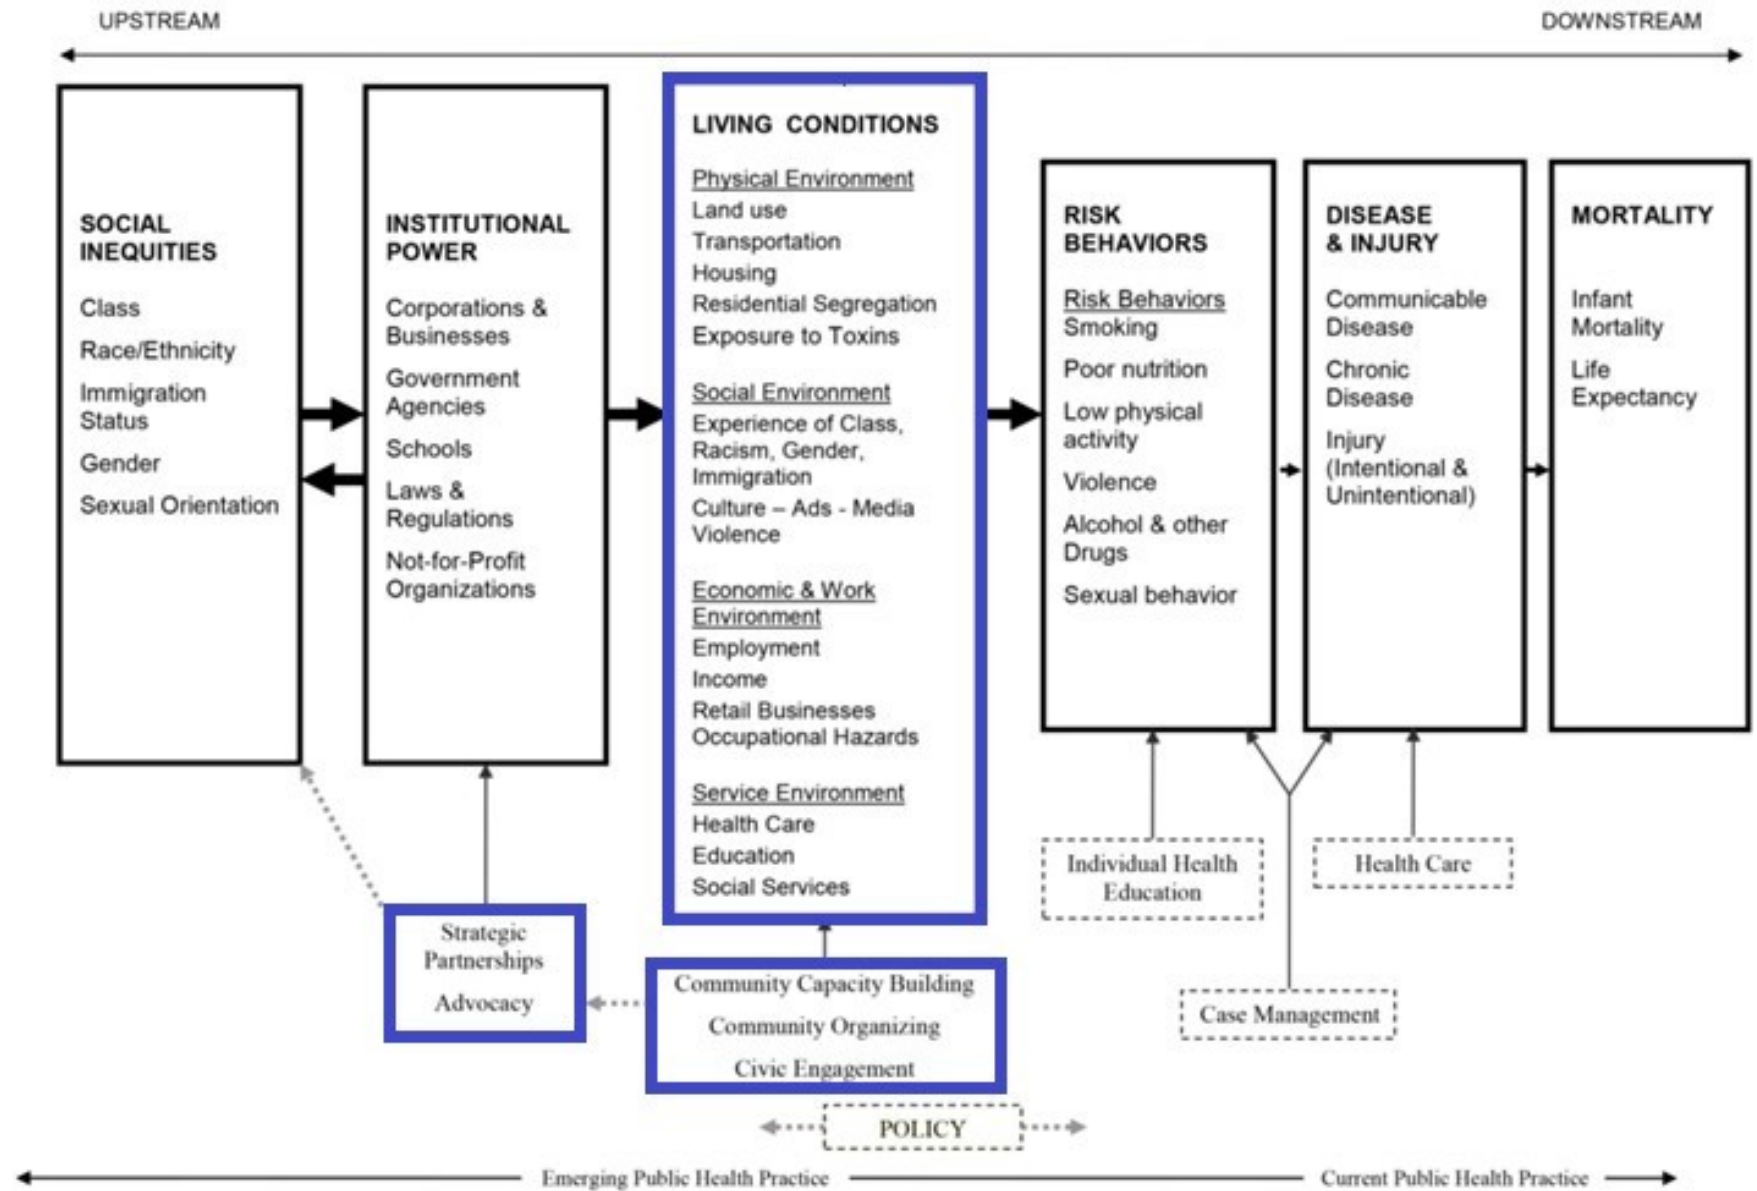 UPSTREAM
DOWNSTREAM
SOCIAL
INEQUITIES
Class
Race/Ethnicity
Immigration
Status
Gender
Sexual Orientation
INSTITUTIONAL
POWER
Corporations &
Businesses
Government
Agencies
Schools
Laws &
Regulations
Not-for-Profit
Organizations
LIVING CONDITIONS
Physical Environment
Land use
Transportation
Housing
Residential Segregation
Exposure to Toxins
Social Environment
Experience of Class,
Racism, Gender,
Immigration
Culture – Ads - Media
Violence
Economic & Work
Environment
Employment
Income
Retail Businesses
Occupational Hazards
Service Environment
Health Care
Education
Social Services
RISK
BEHAVIORS
Risk Behaviors
Smoking
Poor nutrition
Low physical
activity
Violence
Alcohol & other
Drugs
Sexual behavior
DISEASE
& INJURY
Communicable
Disease
Chronic
Disease
Injury
(Intentional &
Unintentional)
MORTALITY
Infant
Mortality
Life
Expectancy
Strategic
Partnerships
Advocacy
Community Capacity Building
Community Organizing
Civic Engagement
Individual Health
Education
Health Care
Case Management
POLICY
Emerging Public Health Practice
Current Public Health Practice